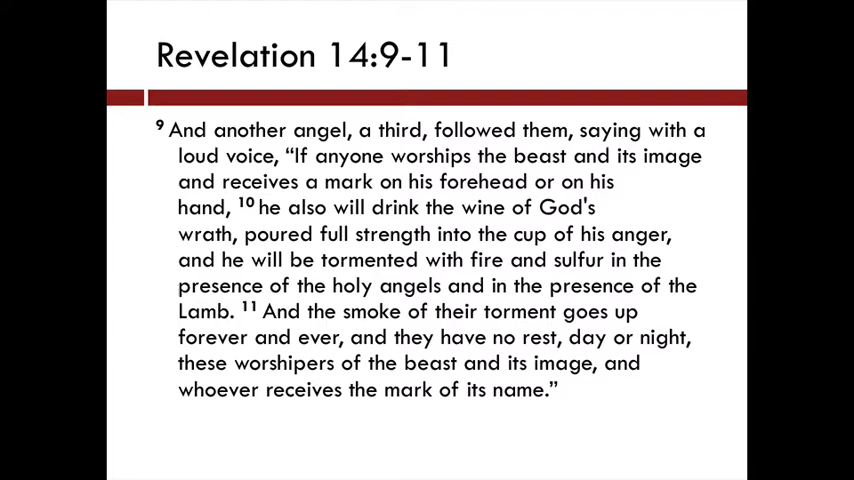 Revelation 14:9-11
9 And another angel, a third, followed them, saying with a
loud voice, “If anyone worships the beast and its image
and receives a mark on his forehead or on his
hand, 10 he also will drink the wine of God's
wrath, poured full strength into the cup of his anger,
and he will be tormented with fire and sulfur in the
presence of the holy angels and in the presence of the
Lamb. 11 And the smoke of their torment goes up
forever and ever, and they have no rest, day or night,
these worshipers of the beast and its image, and
whoever receives the mark of its name.”